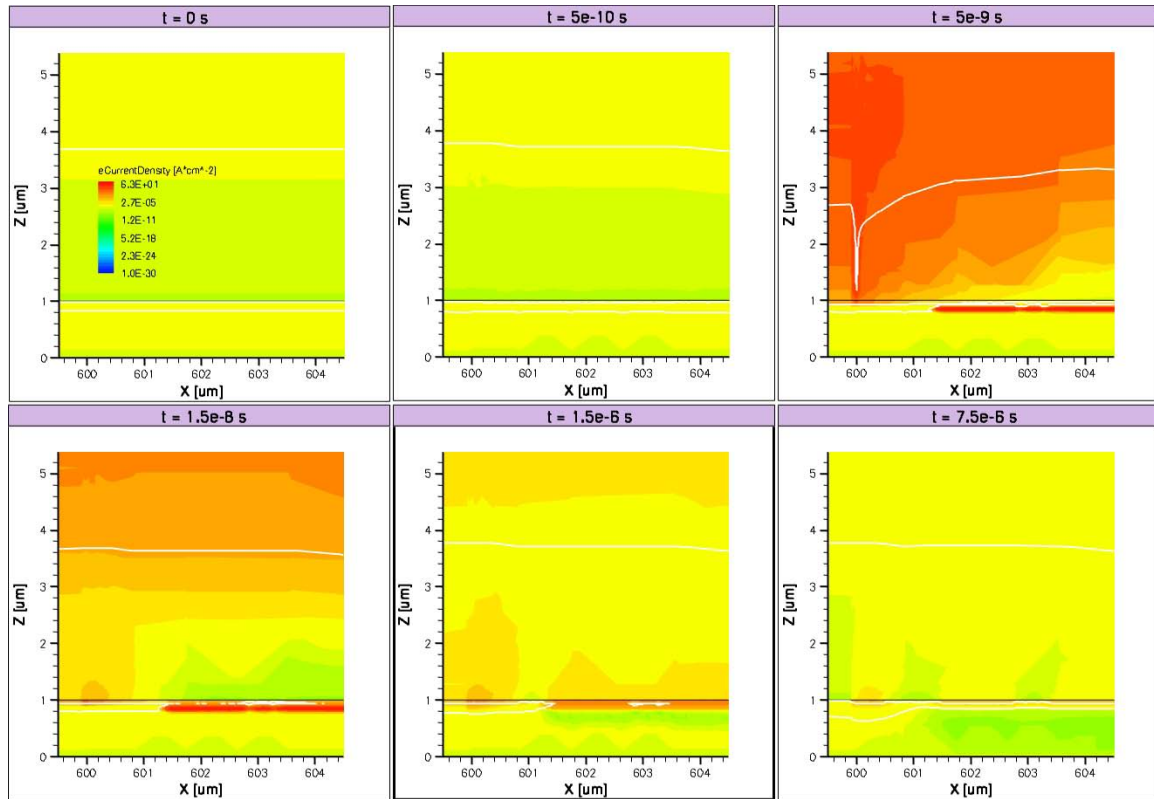 t = 0 s
5
4
3
2
1
0
Z [um]
eCurrentDensity [A*cm^-2]
6.3E+01
2.7E-05
1.2E-11
5.2E-18
2.3E-24
1.0E-30
600 601 602 603 604
X [um]
t = 5e-10 s
5
4
3
2
1
0
Z [um]
600 601 602 603 604
X [um]
t = 5e-9 s
5
4
3
2
1
0
Z [um]
600 601 602 603 604
X [um]
t = 1.5e-8 s
5
4
3
2
1
0
Z [um]
600 601 602 603 604
X [um]
t = 1.5e-6 s
5
4
3
2
1
0
Z [um]
600 601 602 603 604
X [um]
t = 7.5e-6 s
5
4
3
2
1
0
Z [um]
600 601 602 603 604
X [um]